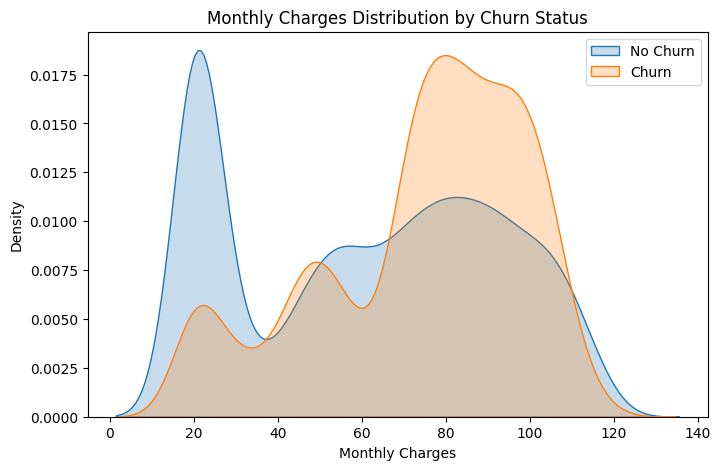 Monthly Charges Distribution by Churn Status
No Churn
Churn
0.0175
0.0150
0.0125
0.0100
0.0075
0.0050
0.0025
0.0000
Density
0 20 40 60 80 100 120 140
Monthly Charges